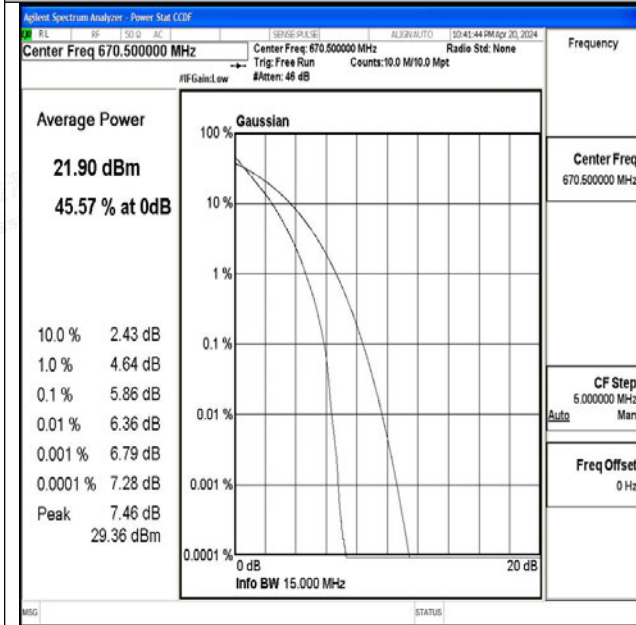 Agilent Spectrum Analyzer - Power Stat CCDF
RL RF 50 Ω AC SENSE:PULSE ALIGNAUTO 10:41:44 PM Apr 20, 2024
Center Freq 670.500000 MHz
Center Freq: 670.500000 MHz Radio Std: None
Trig: Free Run Counts:10.0 M/10.0 Mpt
#IFGain:Low #Atten: 46 dB
Frequency
Average Power
21.90 dBm
45.57 % at 0dB
10.0 % 2.43 dB
1.0 % 4.64 dB
0.1 % 5.86 dB
0.01 % 6.36 dB
0.001 % 6.79 dB
0.0001 % 7.28 dB
Peak 7.46 dB
29.36 dBm
Gaussian
100 %
10 %
1 %
0.1 %
0.01 %
0.001 %
0.0001 %
0 dB 20 dB
Info BW 15.000 MHz
Center Freq
670.500000 MHz
CF Step
5.000000 MHz
Auto Man
Freq Offset
0 Hz
MSG STATUS